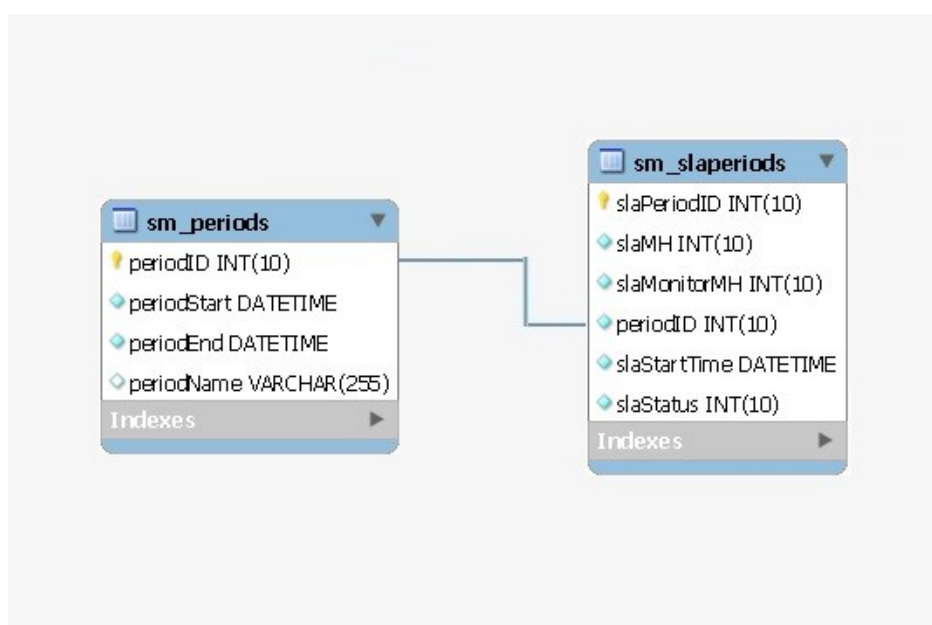 sm_periods
periodID INT(10)
periodStart DATETIME
periodEnd DATETIME
periodName VARCHAR(255)
Indexes
sm_slaperiods
slaPeriodID INT(10)
slaMH INT(10)
slaMonitorMH INT(10)
periodID INT(10)
slaStartTime DATETIME
slaStatus INT(10)
Indexes